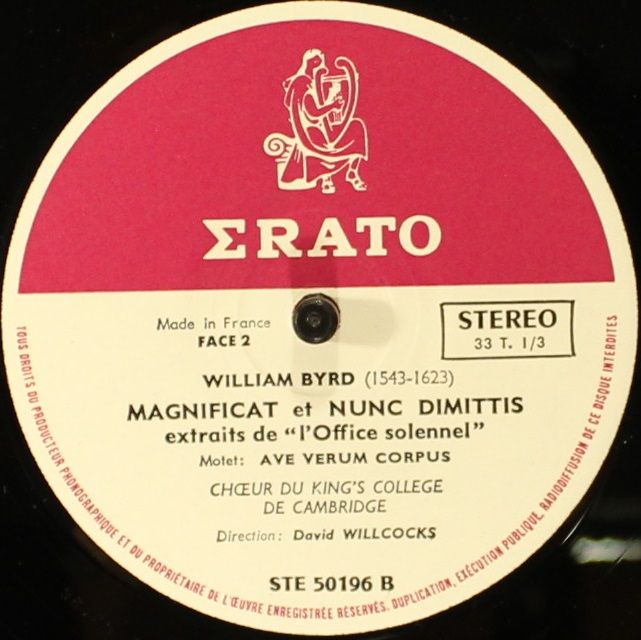 ΣRATO
Made in France
FACE 2
STEREO
33 T. 1/3
WILLIAM BYRD (1543-1623)
MAGNIFICAT et NUNC DIMITTIS
extraits de “l'Office solennel”
Motet: AVE VERUM CORPUS
CHŒUR DU KING'S COLLEGE
DE CAMBRIDGE
Direction: David WILLCOCKS
STE 50196 B
TOUS DROITS DU PRODUCTEUR PHONOGRAPHIQUE ET DU PROPRIÉTAIRE DE L'ŒUVRE ENREGISTRÉE RÉSERVÉS. DUPLICATION, EXÉCUTION PUBLIQUE, RADIODIFFUSION DE CE DISQUE INTERDITES